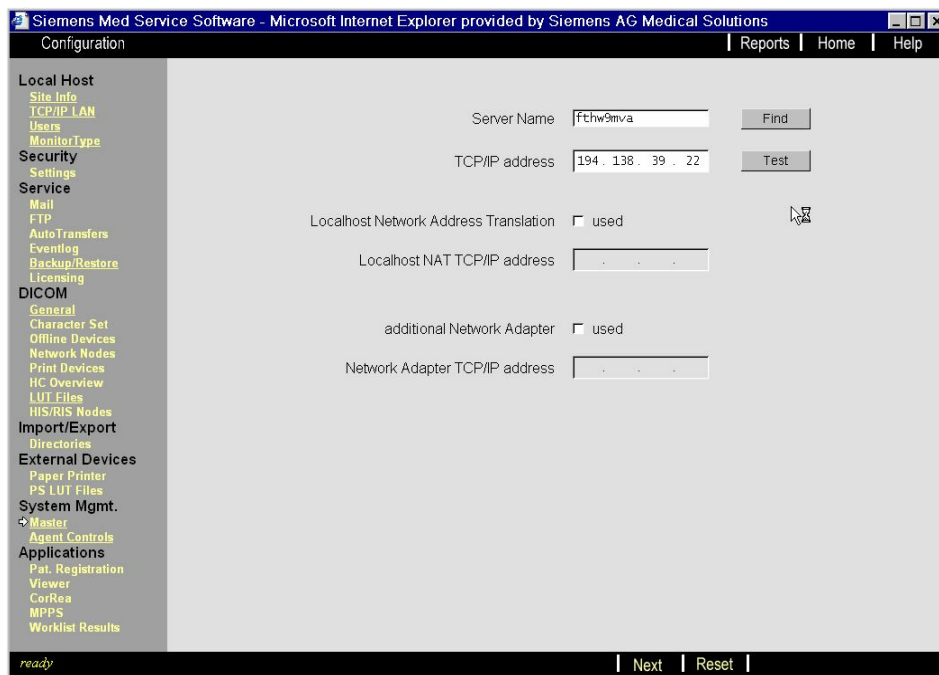 Siemens Med Service Software - Microsoft Internet Explorer provided by Siemens AG Medical Solutions
Configuration
Reports Home Help
Local Host
Site Info
TCP/IP LAN
Users
MonitorType
Security
Settings
Service
Mail
FTP
AutoTransfers
Eventlog
Backup/Restore
Licensing
DICOM
General
Character Set
Offline Devices
Network Nodes
Print Devices
HC Overview
LUT Files
HIS/RIS Nodes
Import/Export
Directories
External Devices
Paper Printer
PS LUT Files
System Mgmt.
Master
Agent Controls
Applications
Pat. Registration
Viewer
CorRea
MPPS
Worklist Results
Server Name fthw9mva Find
TCP/IP address 194. 138. 39 . 22 Test
Localhost Network Address Translation used
Localhost NAT TCP/IP address . . .
additional Network Adapter used
Network Adapter TCP/IP address . . .
ready
Next Reset